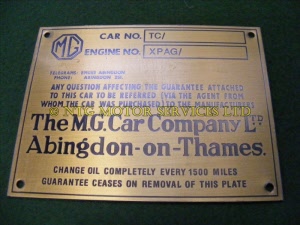 MG
CAR NO. TC/
ENGINE NO. XPAG/
TELEGRAMS: EMGEE ABINGDON
PHONE: ABINGDON 251.
ANY QUESTION AFFECTING THE GUARANTEE ATTACHED
TO THIS CAR TO BE REFERRED (VIA THE AGENT FROM
WHOM THE CAR WAS PURCHASED) TO THE MANUFACTURERS
© NTG MOTOR SERVICES LTD
The M.G. Car Company LTD
Abingdon-on-Thames.
CHANGE OIL COMPLETELY EVERY 1500 MILES
GUARANTEE CEASES ON REMOVAL OF THIS PLATE